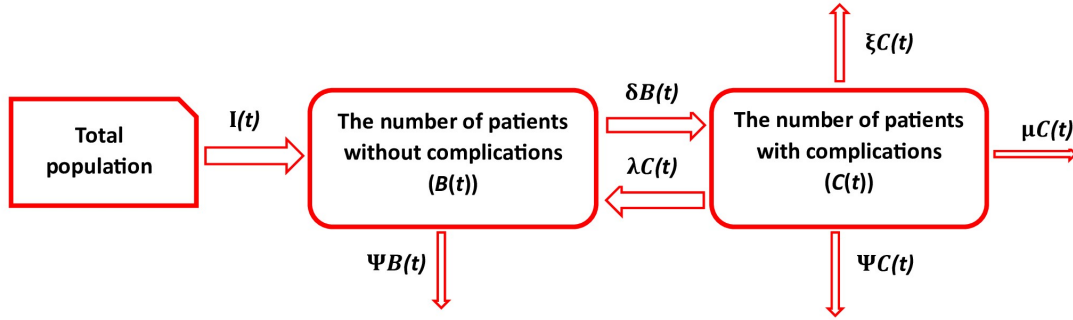 Total
population
I(t)
The number of patients
without complications
(B(t))
ΨB(t)
δB(t)
λC(t)
The number of patients
with complications
(C(t))
ξC(t)
μC(t)
ΨC(t)